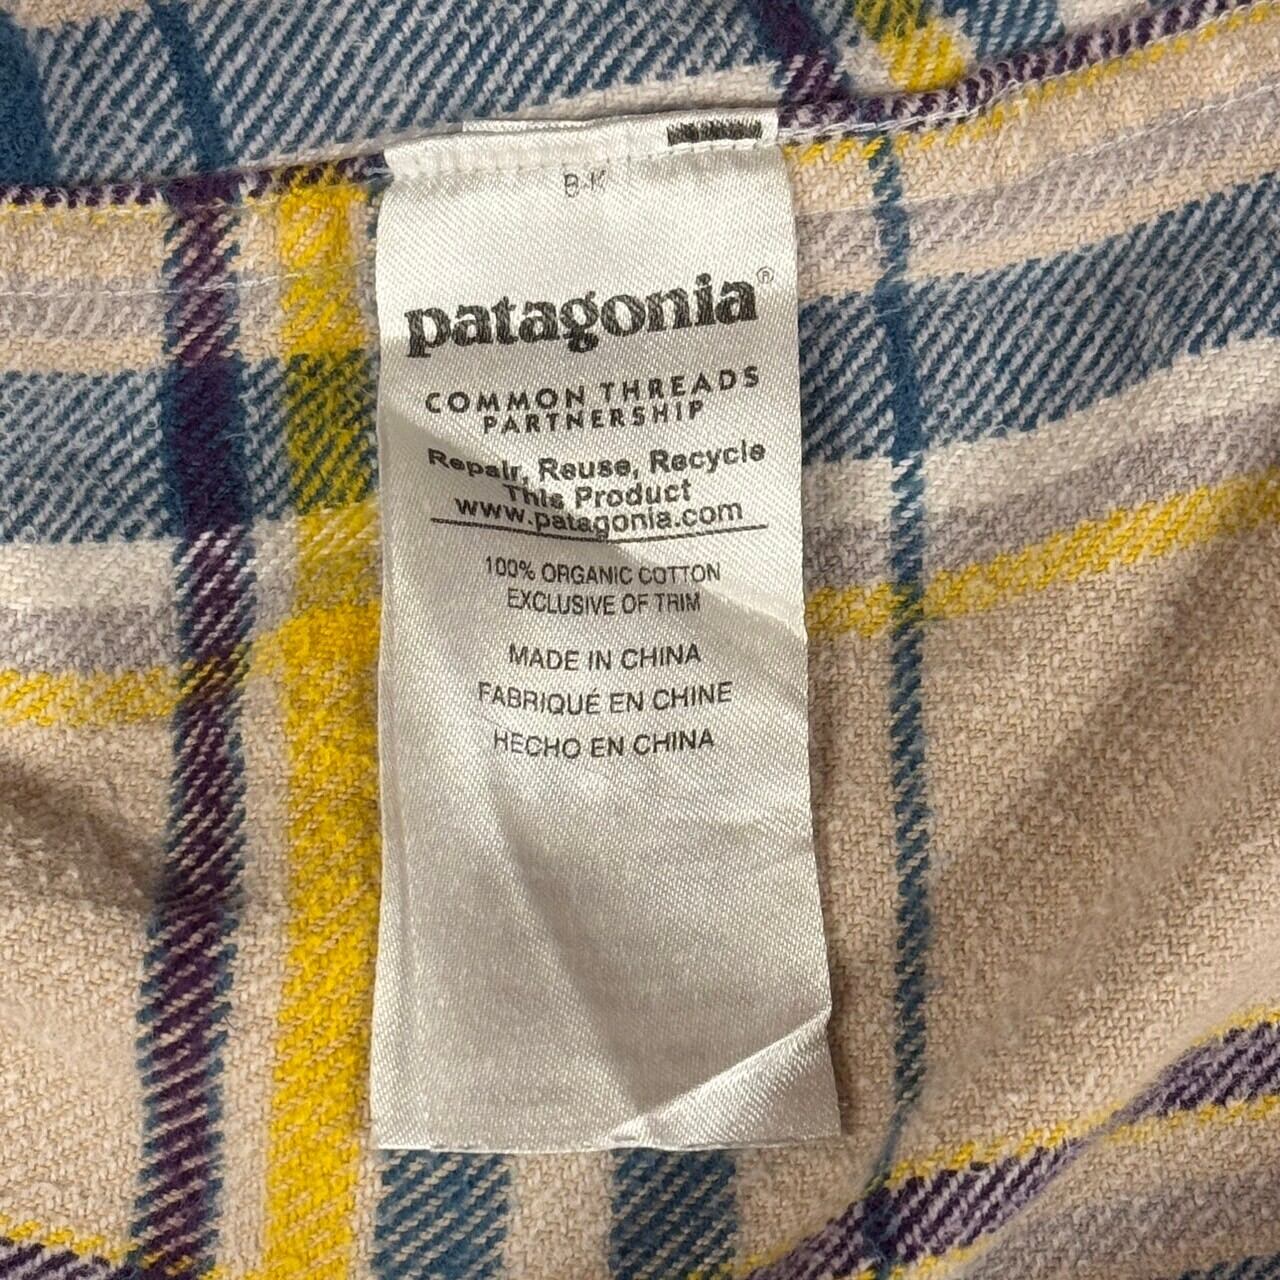 B-K
patagonia®
COMMON THREADS
PARTNERSHIP
Repair, Reuse, Recycle
This Product
www.patagonia.com
100% ORGANIC COTTON
EXCLUSIVE OF TRIM
MADE IN CHINA
FABRIQUÉ EN CHINE
HECHO EN CHINA